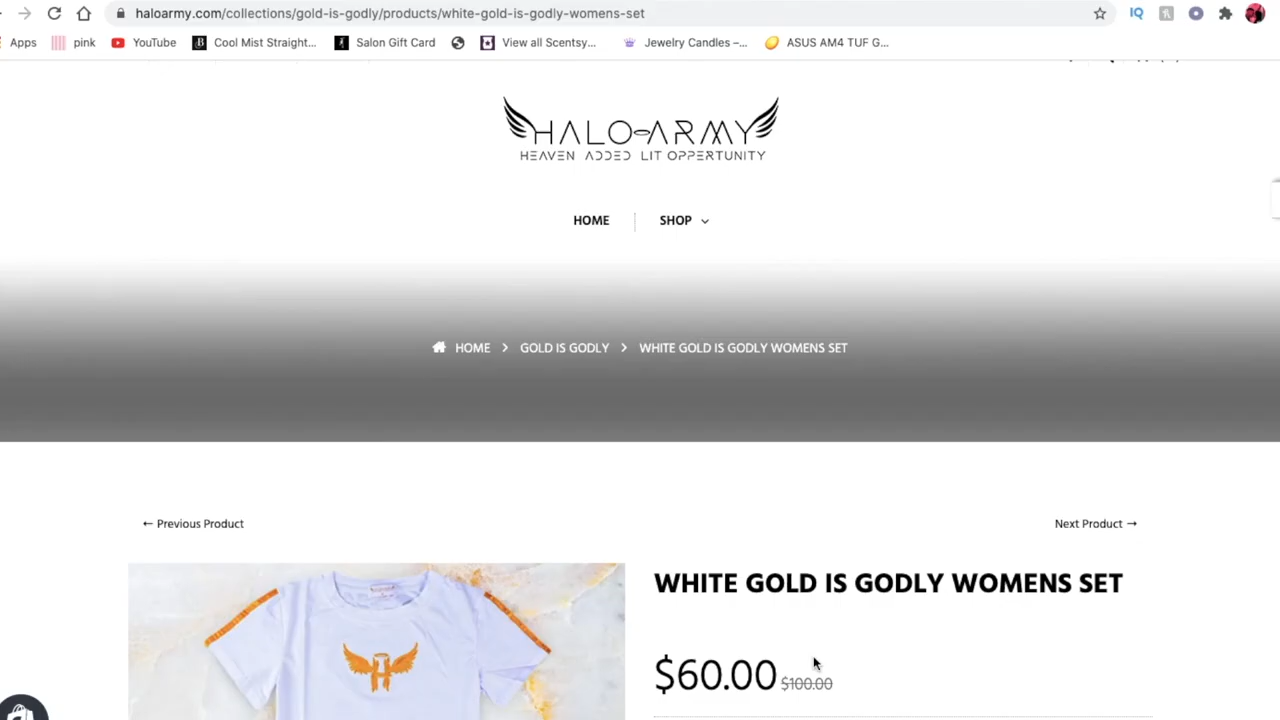 haloarmy.com/collections/gold-is-godly/products/white-gold-is-godly-womens-set
IQ
Apps pink YouTube Cool Mist Straight... Salon Gift Card View all Scentsy... Jewelry Candles –... ASUS AM4 TUF G...
HALO ARMY
HEAVEN ADDED LIT OPPERTUNITY
HOME SHOP
HOME > GOLD IS GODLY > WHITE GOLD IS GODLY WOMENS SET
← Previous Product Next Product →
WHITE GOLD IS GODLY WOMENS SET
H
$60.00 $100.00